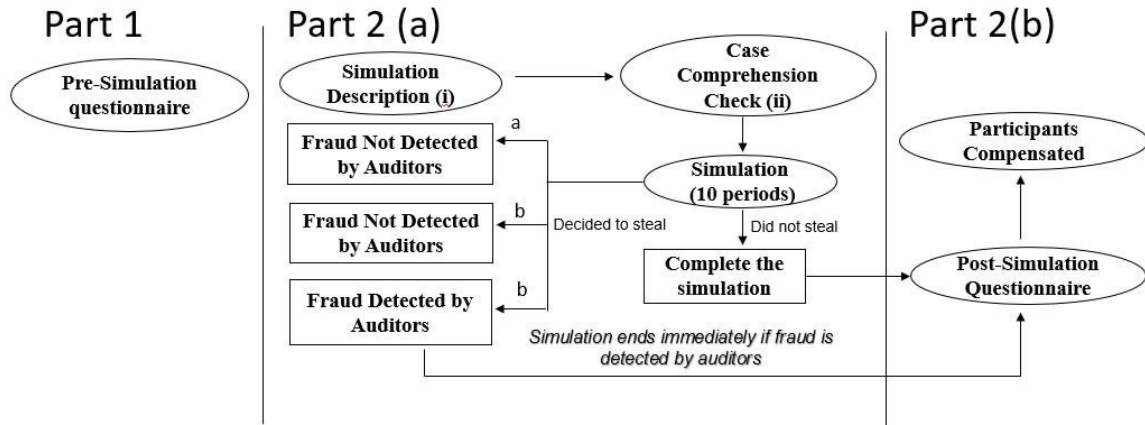 Part 1
Pre-Simulation
questionnaire
Part 2 (a)
Simulation
Description (i)
Case
Comprehension
Check (ii)
Simulation
(10 periods)
a
Fraud Not Detected
by Auditors
b
Fraud Not Detected
by Auditors
b
Fraud Detected by
Auditors
Decided to steal
Did not steal
Complete the
simulation
Simulation ends immediately if fraud is
detected by auditors
Part 2(b)
Participants
Compensated
Post-Simulation
Questionnaire